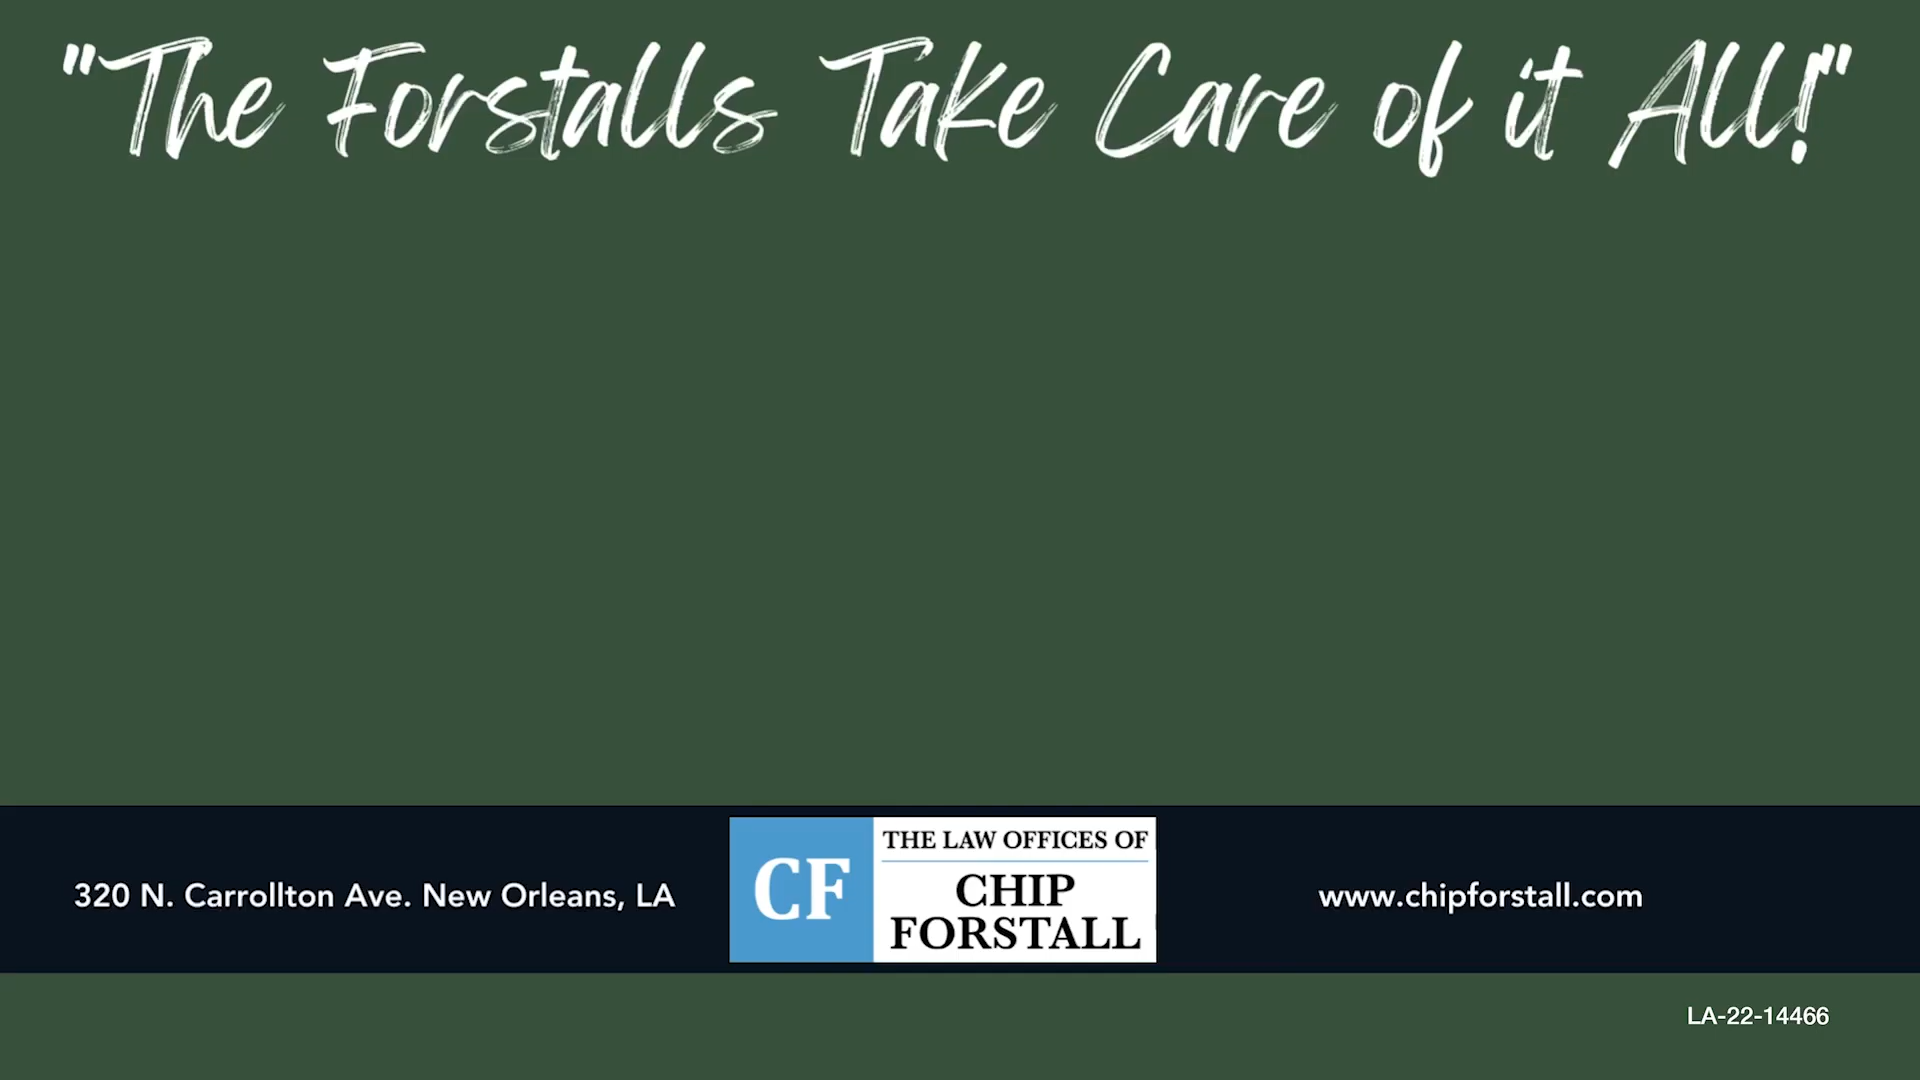 "The Forstalls Take Care of it All!"
320 N. Carrollton Ave. New Orleans, LA
CF
THE LAW OFFICES OF
CHIP
FORSTALL
www.chipforstall.com
LA-22-14466